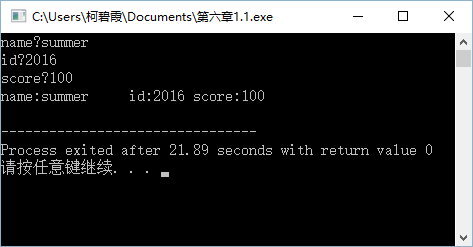 C:\Users\柯碧霞\Documents\第六章1.1.exe
name?summer
id?2016
score?100
name:summer     id:2016 score:100
--------------------------------
Process exited after 21.89 seconds with return value 0
请按任意键继续. . .